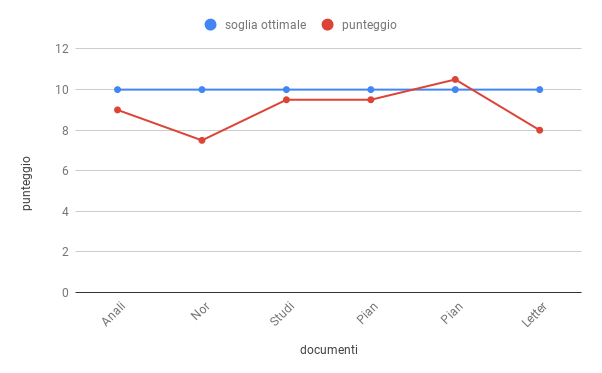 soglia ottimale punteggio
12
10
8
6
4
2
0
punteggio
Anali Nor Studi Pian Pian Letter
documenti